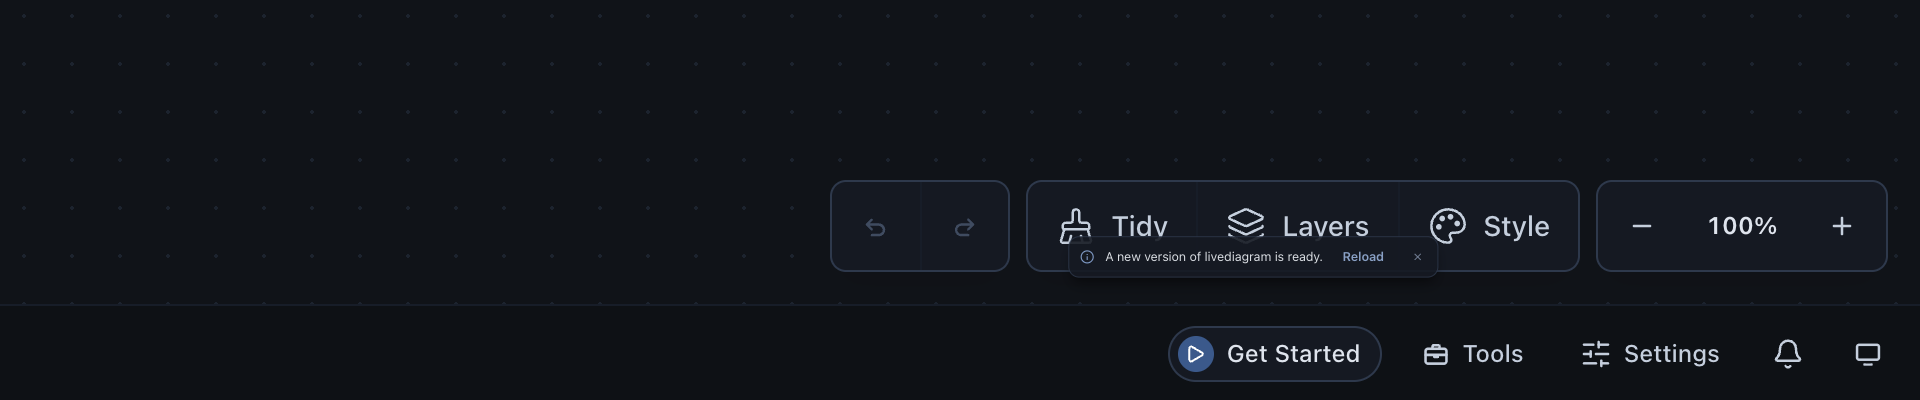 Tidy
Layers
Style
100%
A new version of livediagram is ready. Reload
Get Started
Tools
Settings